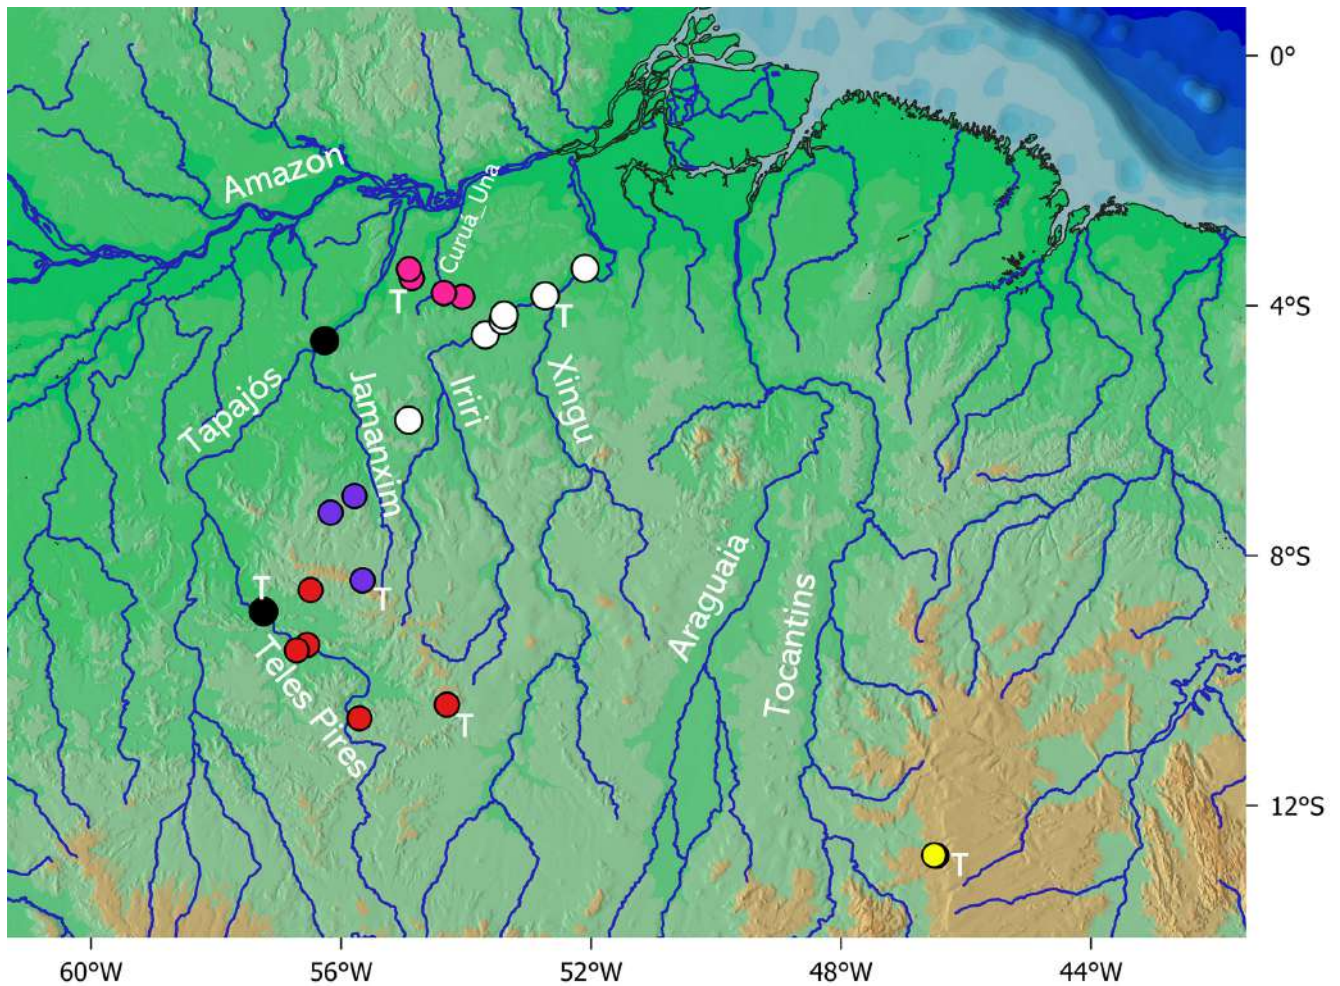 0°
Amazon
Curuá_Una
T
T
4°S
Tapajós
Jamanxim
Iriri
Xingu
T
T
8°S
Araguaia
Tocantins
Teles Pires
T
12°S
T
60°W
56°W
52°W
48°W
44°W